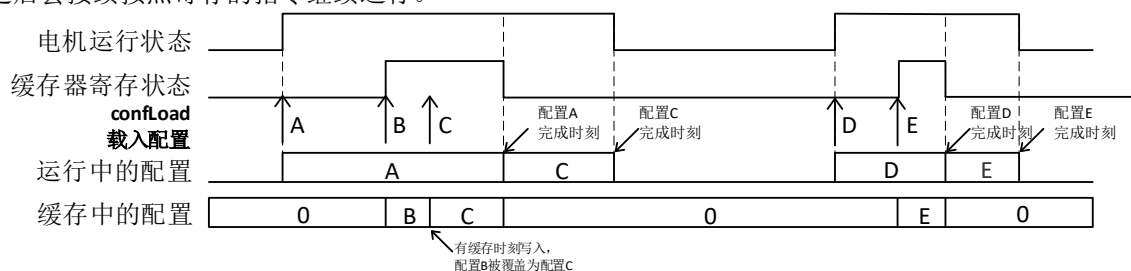 之后会接续按照寄存的指令继续运行。
电机运行状态
缓存器寄存状态
confLoad
载入配置
A
B
C
D
E
配置A
完成时刻
配置C
完成时刻
配置D
完成时刻
配置E
完成时刻
运行中的配置
A
C
D
E
缓存中的配置
0
B
C
0
E
0
有缓存时刻写入，
配置B被覆盖为配置C